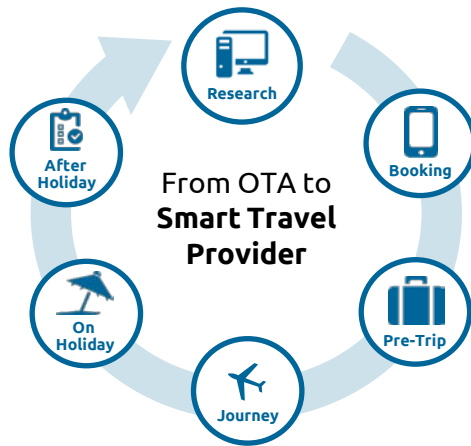 Research
Booking
Pre-Trip
Journey
On
Holiday
After
Holiday
From OTA to
Smart Travel
Provider